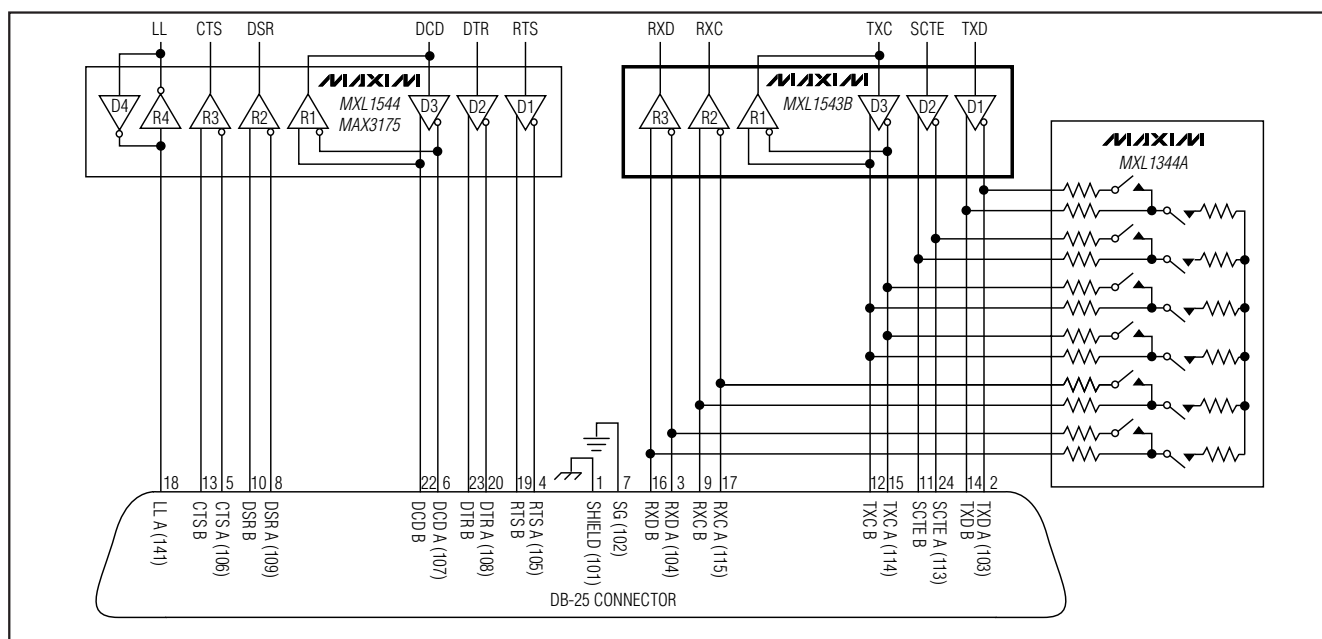 LL CTS DSR DCD DTR RTS RXD RXC TXC SCTE TXD
MAXIM
MXL1544
MAX3175
D4 R4 R3 R2 R1 D3 D2 D1
MAXIM
MXL1543B
R3 R2 R1 D3 D2 D1
MAXIM
MXL1344A
18 13 5 10 8 22 6 23 20 19 4 1 7 16 3 9 17 12 15 11 24 14 2
LL A (141)
CTS B
CTS A (106)
DSR B
DSR A (109)
DCD B
DCD A (107)
DTR B
DTR A (108)
RTS B
RTS A (105)
SHIELD (101)
SG (102)
RXD B
RXD A (104)
RXC B
RXC A (115)
TXC B
TXC A (114)
SCTE B
SCTE A (113)
TXD B
TXD A (103)
DB-25 CONNECTOR